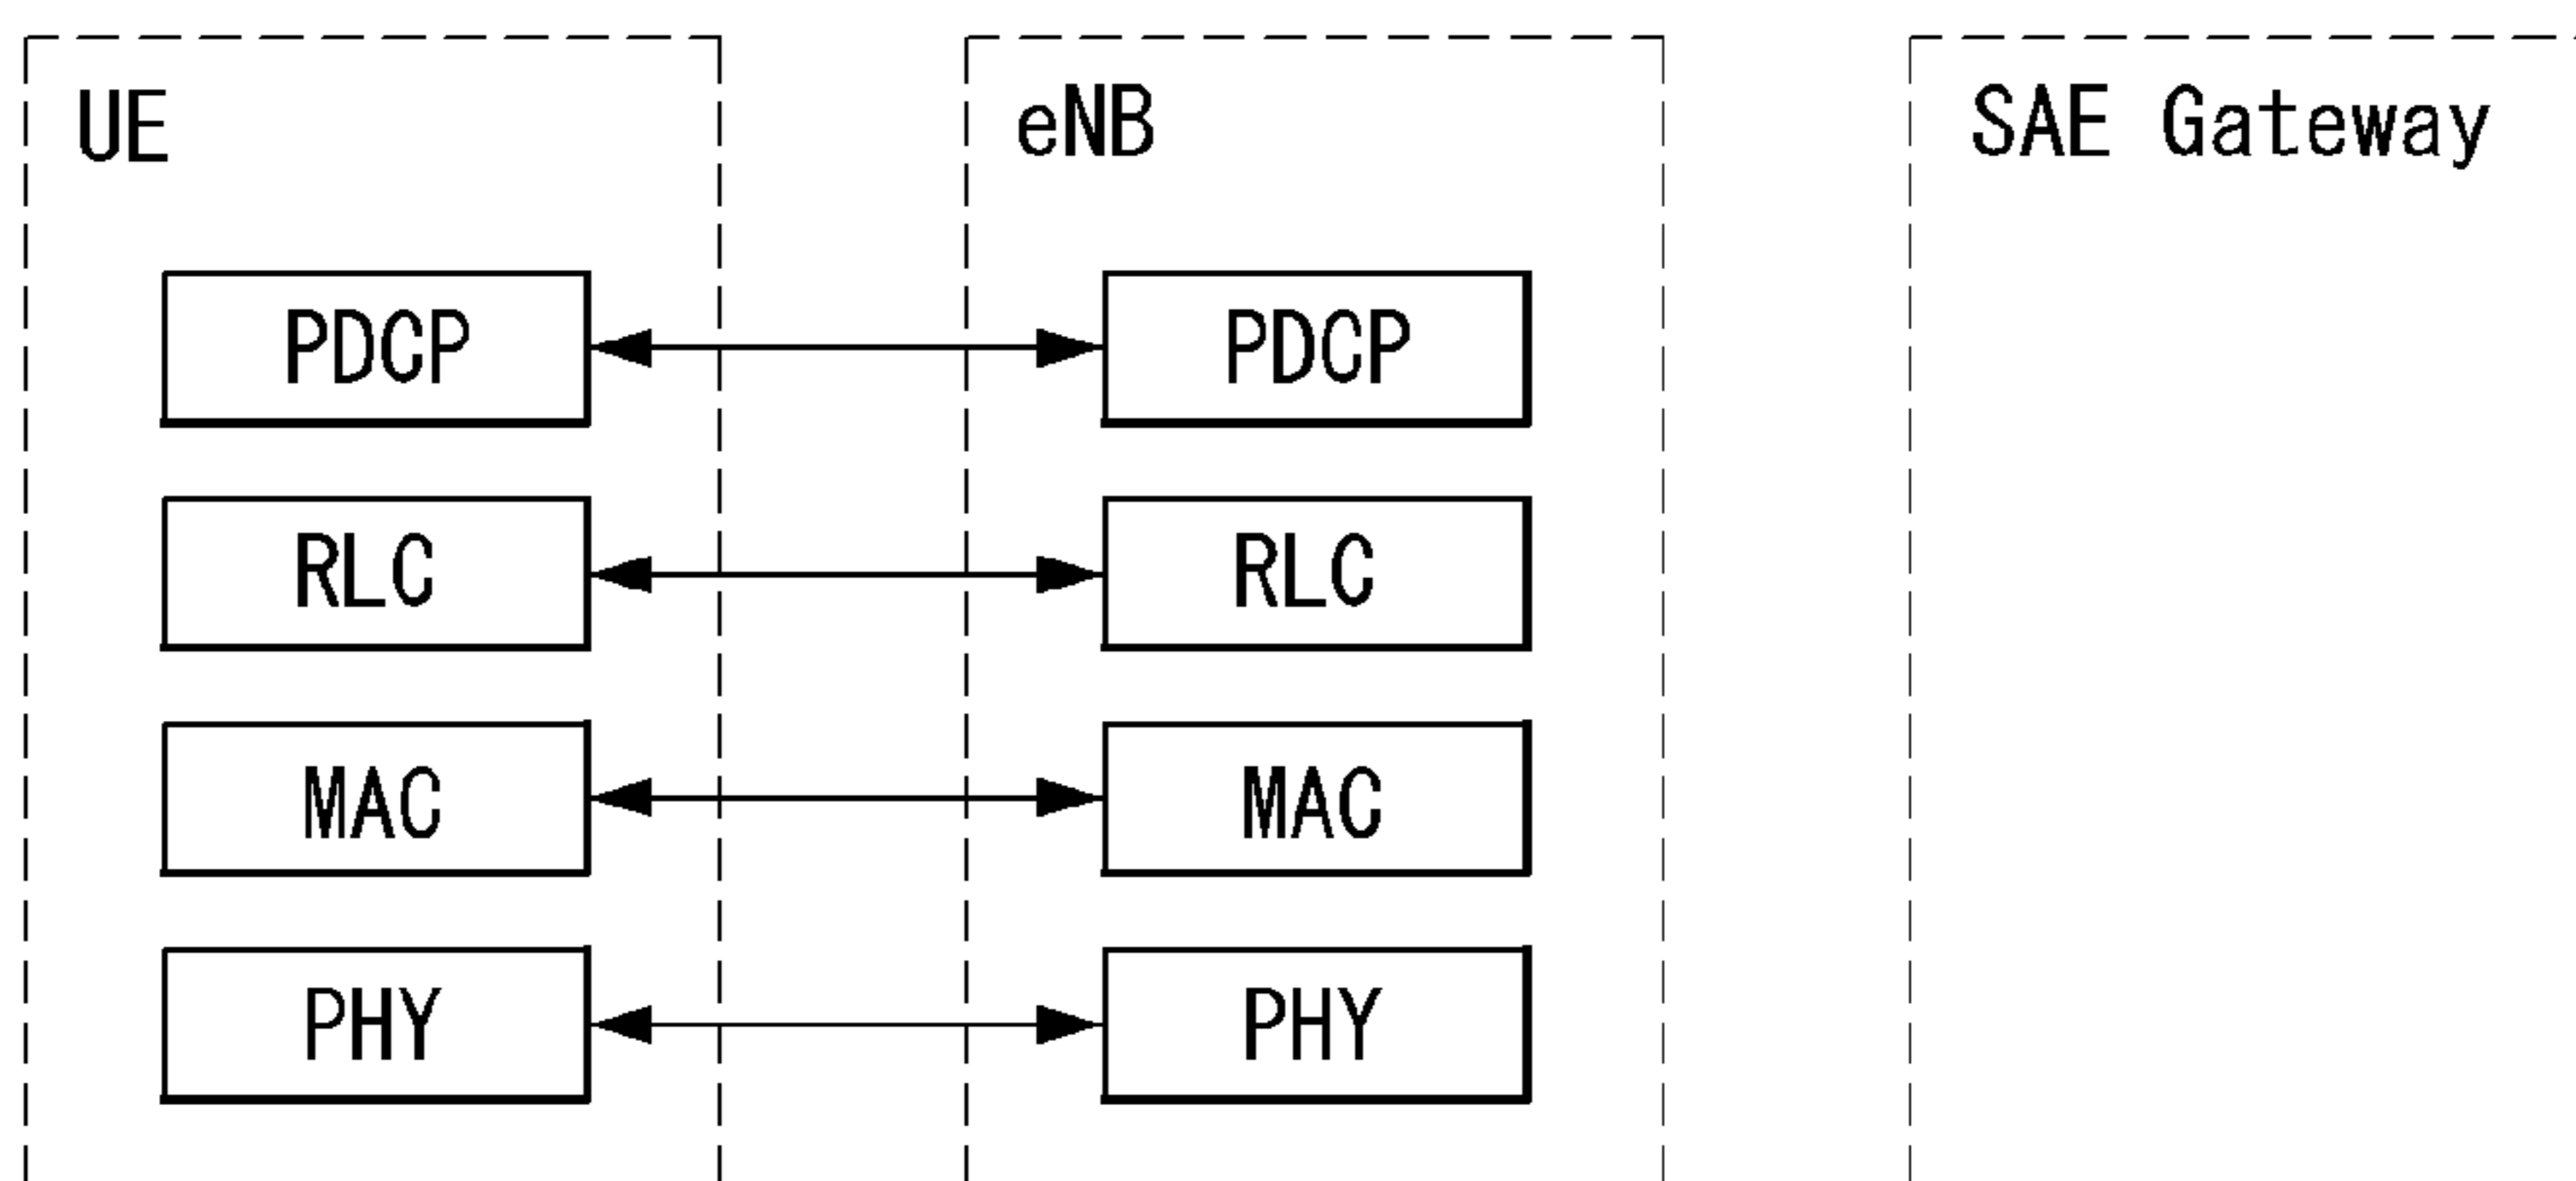 UE
eNB
SAE Gateway
PDCP
PDCP
RLC
RLC
MAC
MAC
PHY
PHY